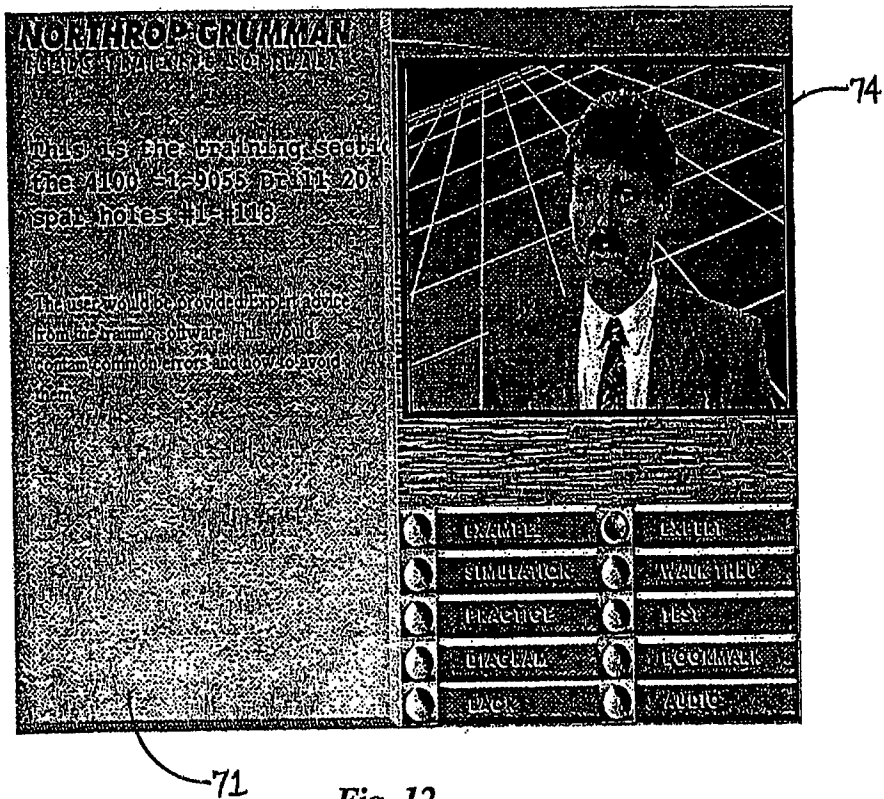 NORTHROP GRUMMAN
This is the training sectio
the 4100 -1-9055 Drill 20
spar holes #1-#118
The user would be provided Expert advice
from the training software. This would
contain common errors and how to avoid
them
74
EXAMPLE
EXPERT
SIMULATION
WALK THRU
PRACTICE
TEST
DIAGRAM
BOOKMARK
BACK
AUDIO
71
Fig. 12